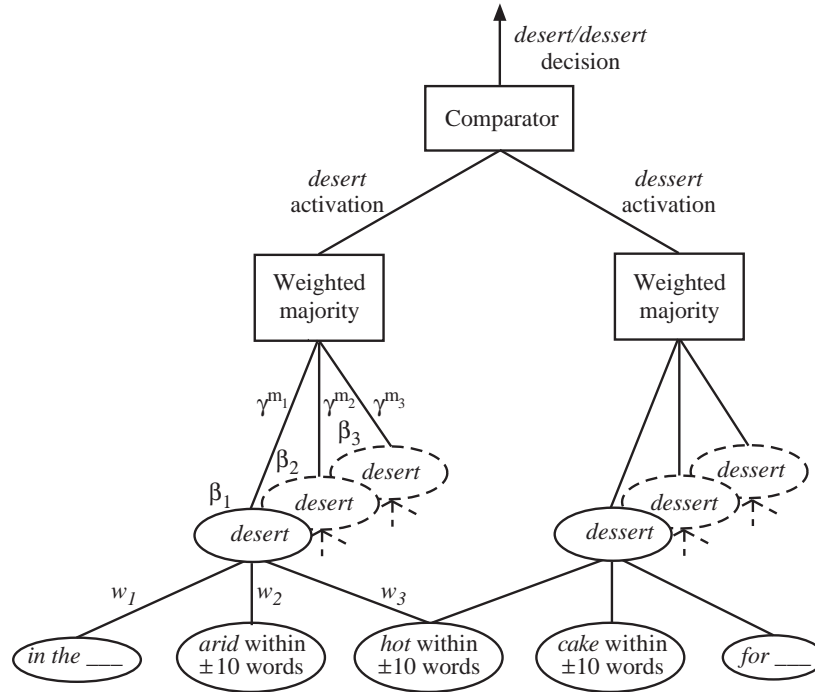 desert/dessert
decision
Comparator
desert
activation
dessert
activation
Weighted
majority
Weighted
majority
γ^m₁ γ^m₂ γ^m₃
β₃
desert
dessert
β₂
desert
dessert
β₁
desert
dessert
w₁ w₂ w₃
in the ___
arid within
±10 words
hot within
±10 words
cake within
±10 words
for ___